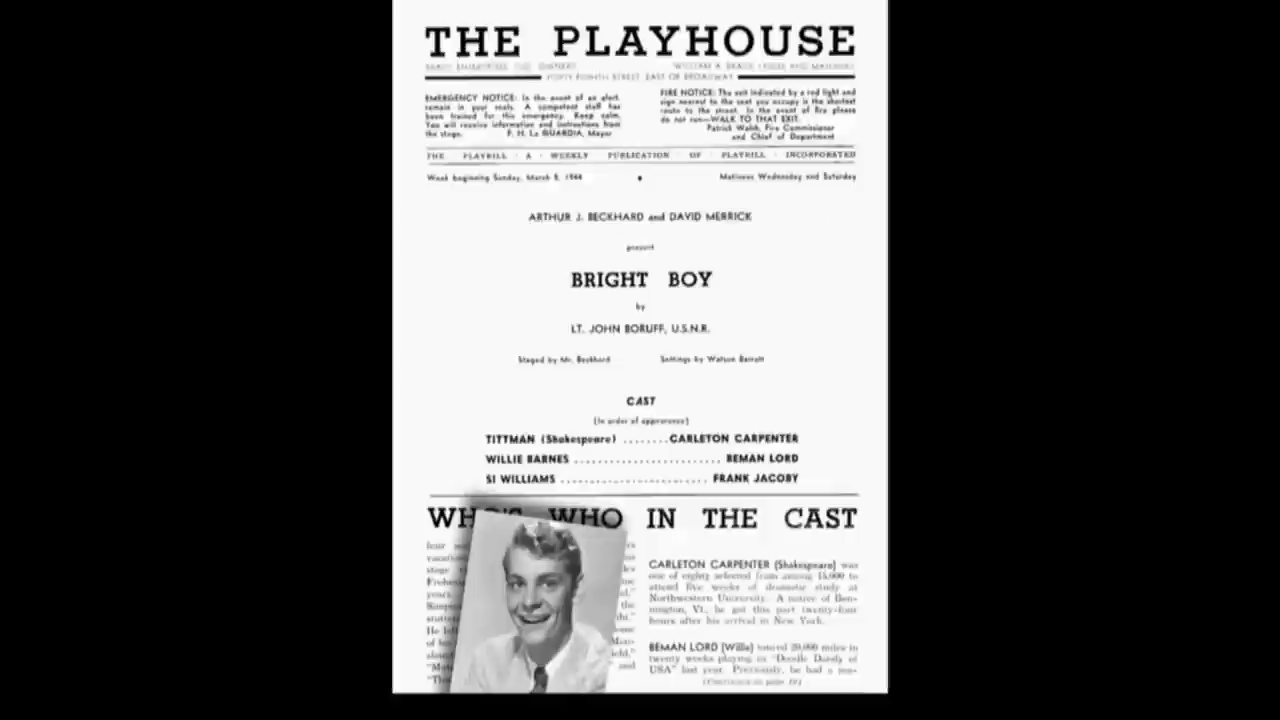 THE PLAYHOUSE
FORTY EIGHTH STREET EAST OF BROADWAY
EMERGENCY NOTICE: In the event of an alert,
remain in your seats. A competent staff has
been trained for this emergency. Keep calm.
You will receive information and instructions from
the stage. F. H. La GUARDIA, Mayor
FIRE NOTICE: The exit indicated by a red light and
sign nearest to the seat you occupy is the shortest
route to the street. In the event of fire please
do not run—WALK TO THAT EXIT.
Patrick Walsh, Fire Commissioner
and Chief of Department
THE · PLAYBILL · A · WEEKLY · PUBLICATION · OF · PLAYBILL · INCORPORATED
Week beginning Sunday, March 5, 1944 • Matinees Wednesday and Saturday
ARTHUR J. BECKHARD and DAVID MERRICK
present
BRIGHT BOY
by
LT. JOHN BORUFF, U.S.N.R.
Staged by Mr. Beckhard Settings by Watson Barratt
CAST
(In order of appearance)
TITTMAN (Shakespeare) ........CARLETON CARPENTER
WILLIE BARNES ........................... BEMAN LORD
SI WILLIAMS ........................... FRANK JACOBY
WHO'S WHO IN THE CAST
CARLETON CARPENTER (Shakespeare) was
one of eighty selected from among 15,000 to
attend five weeks of dramatic study at
Northwestern University. A native of Ben-
nington, Vt., he got this part twenty-four
hours after his arrival in New York.
BEMAN LORD (Willie) toured 39,000 miles in
twenty weeks playing in "Doodle Dandy of
USA" last year. Previously, he had a